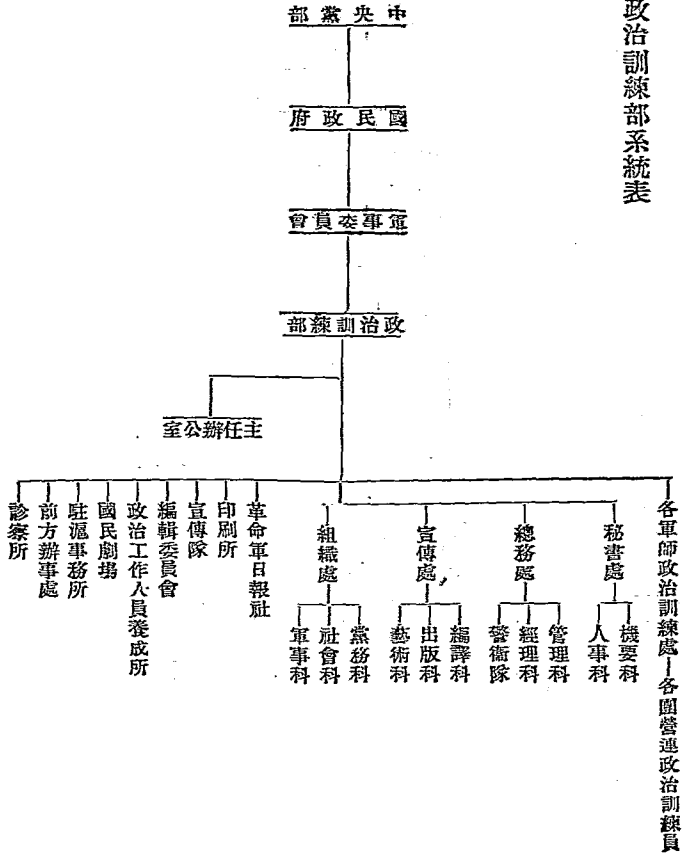 政治訓練部系統表
中央黨部
國民政府
軍事委員會
政治訓練部
主任辦公室
各軍師政治訓練處—各團營連政治訓練員
秘書處
機要科
人事科
總務處
管理科
經理科
警衛隊
宣傳處
編譯科
出版科
藝術科
組織處
黨務科
社會科
軍事科
革命軍日報社
印刷所
宣傳隊
編輯委員會
政治工作人員養成所
國民劇場
駐滬事務所
前方辦事處
診察所